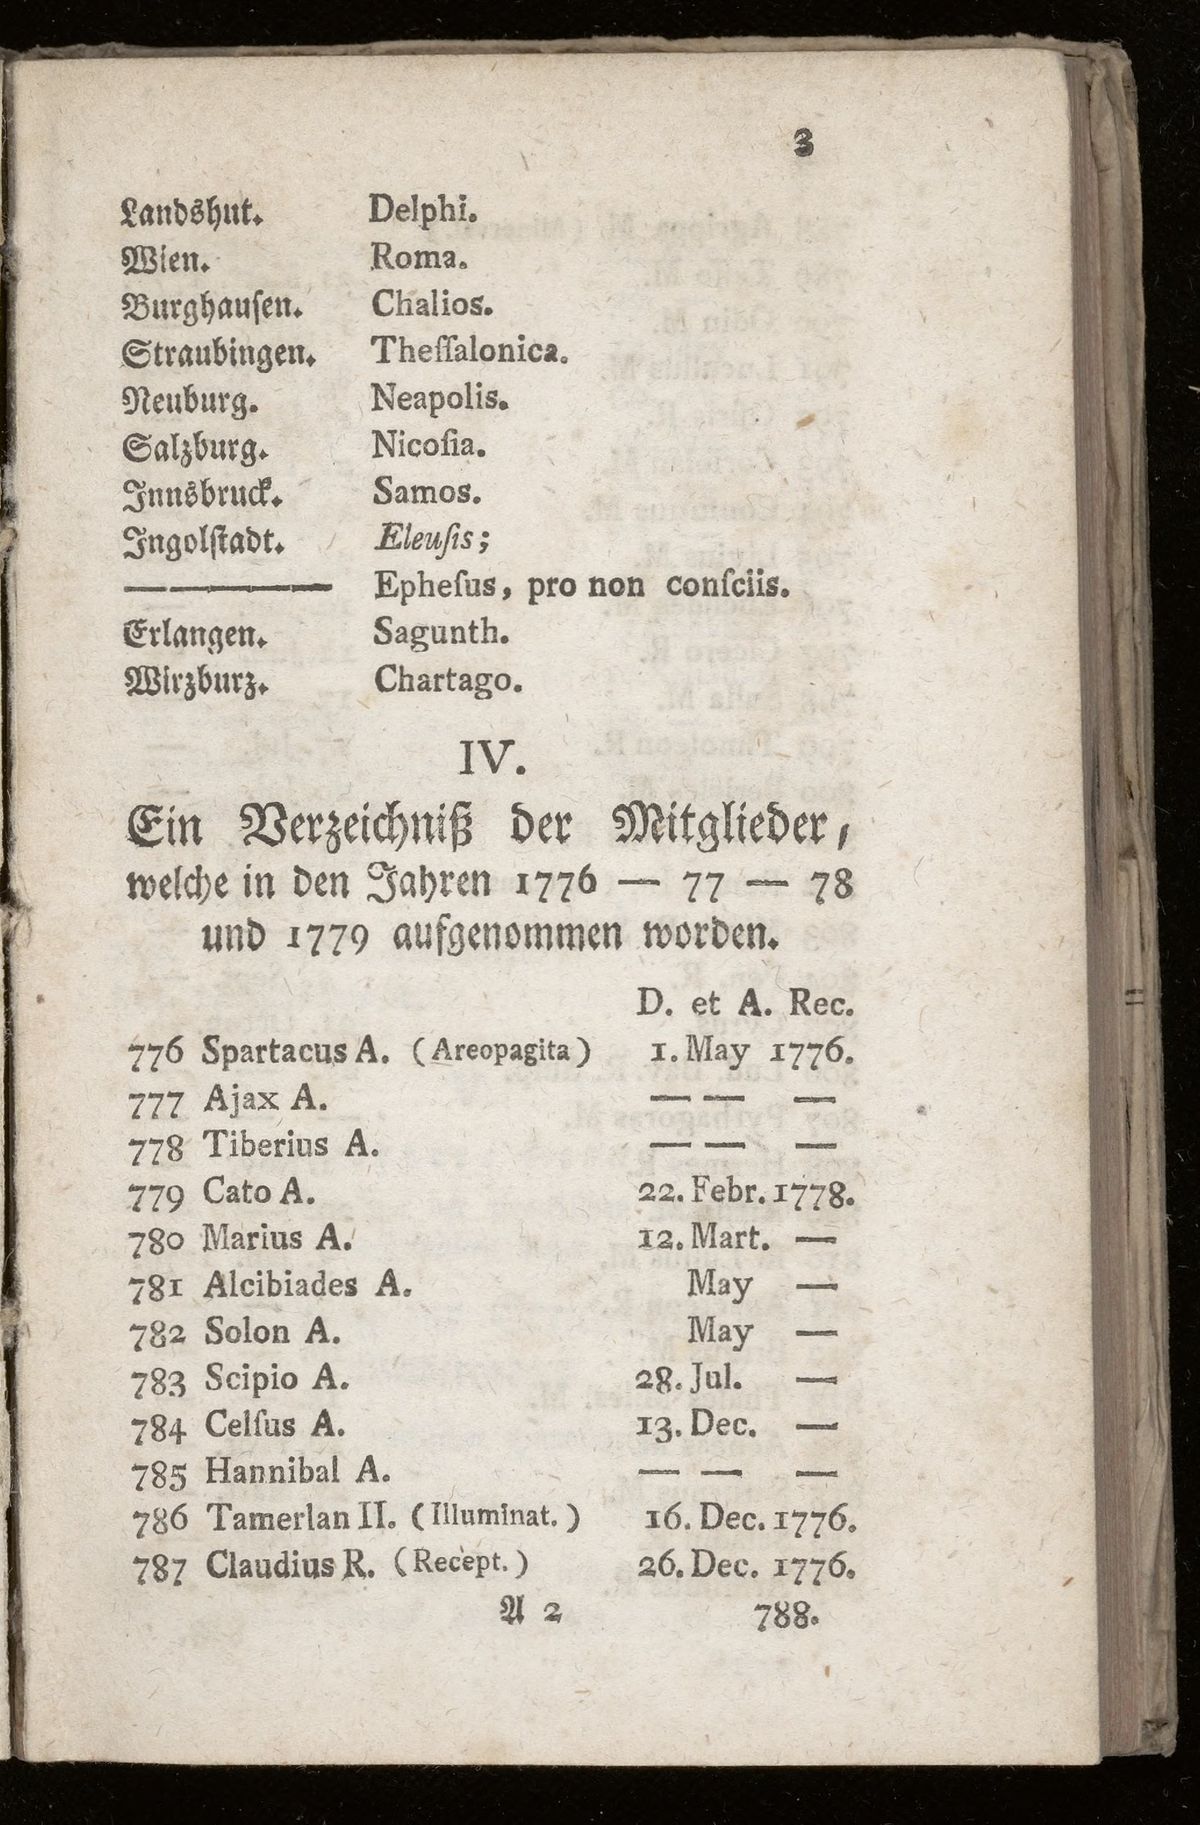 3
Landshut. Delphi.
Wien. Roma.
Burghauſen. Chalios.
Straubingen. Theſſalonica.
Neuburg. Neapolis.
Salzburg. Nicoſia.
Innsbruck. Samos.
Ingolſtadt. Eleuſis;
——— Epheſus, pro non conſciis.
Erlangen. Sagunth.
Wirzburz. Chartago.
IV.
Ein Verzeichniß der Mitglieder,
welche in den Jahren 1776 — 77 — 78
und 1779 aufgenommen worden.
D. et A. Rec.
776 Spartacus A. (Areopagita) 1. May 1776.
777 Ajax A. — — —
778 Tiberius A. — — —
779 Cato A. 22. Febr. 1778.
780 Marius A. 12. Mart. —
781 Alcibiades A. May —
782 Solon A. May —
783 Scipio A. 28. Jul. —
784 Celſus A. 13. Dec. —
785 Hannibal A. — — —
786 Tamerlan II. (Illuminat.) 16. Dec. 1776.
787 Claudius R. (Recept.) 26. Dec. 1776.
A 2 788.